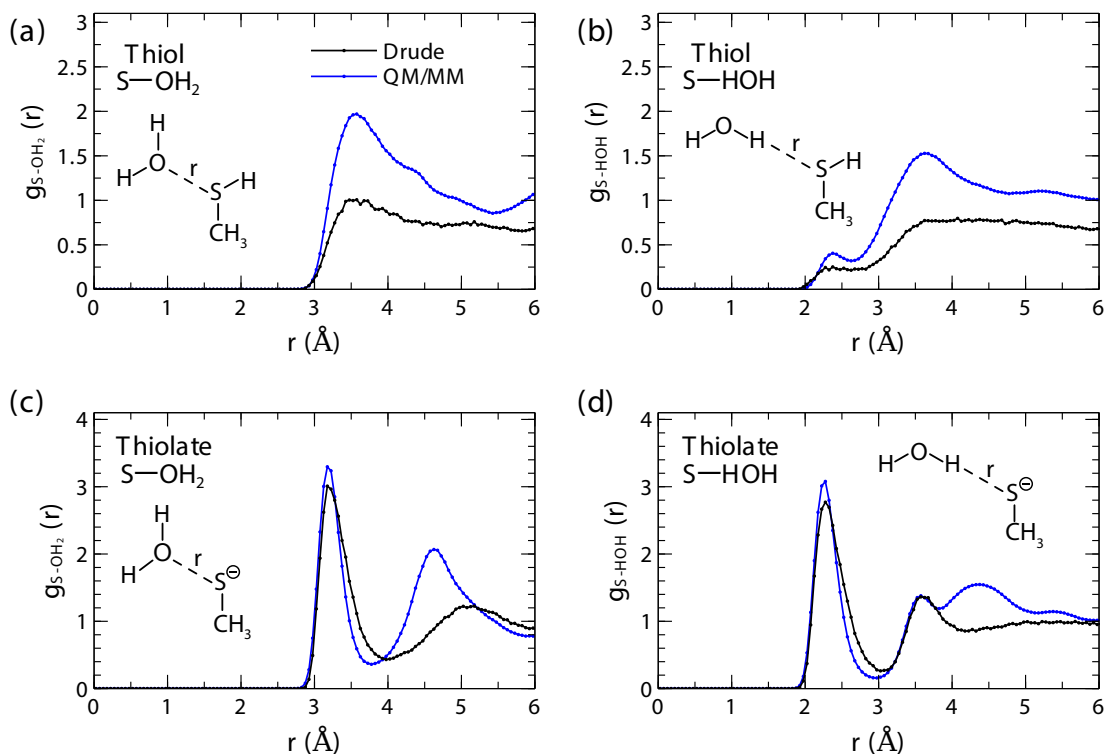 (a)
Thiol
S—OH₂
Drude
QM/MM
H
H O r
S H
CH₃
g_S-OH₂ (r)
3
2.5
2
1.5
1
0.5
0
0 1 2 3 4 5 6
r (Å)
(b)
Thiol
S—HOH
H O H r
S H
CH₃
g_S-HOH (r)
3
2.5
2
1.5
1
0.5
0
0 1 2 3 4 5 6
r (Å)
(c)
Thiolate
S—OH₂
H
H O r
S⊖
CH₃
g_S-OH₂ (r)
4
3
2
1
0
0 1 2 3 4 5 6
r (Å)
(d)
Thiolate
S—HOH
H O H r
S⊖
CH₃
g_S-HOH (r)
4
3
2
1
0
0 1 2 3 4 5 6
r (Å)